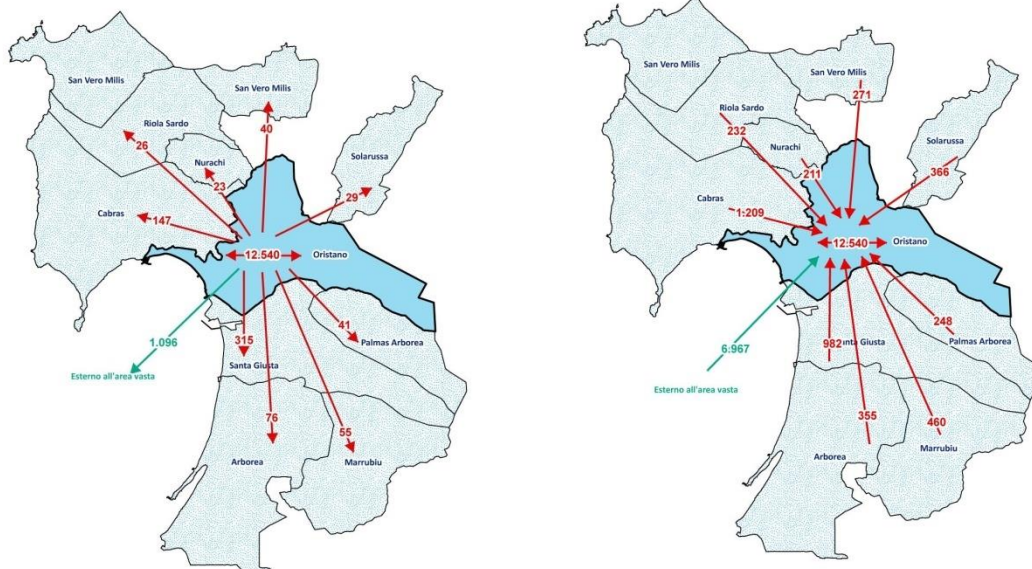 San Vero Milis
San Vero Milis
40
Riola Sardo
26
Nurachi
23
Solarussa
29
Cabras
147
12.540
Oristano
1.096
315
41
Palmas Arborea
Santa Giusta
Esterno all'area vasta
76
55
Arborea
Marrubiu
San Vero Milis
San Vero Milis
271
Riola Sardo
232
Nurachi
211
Solarussa
366
Cabras
1.209
12.540
Oristano
6.967
248
982
anta Giusta
Palmas Arborea
Esterno all'area vasta
355
460
Arborea
Marrubiu